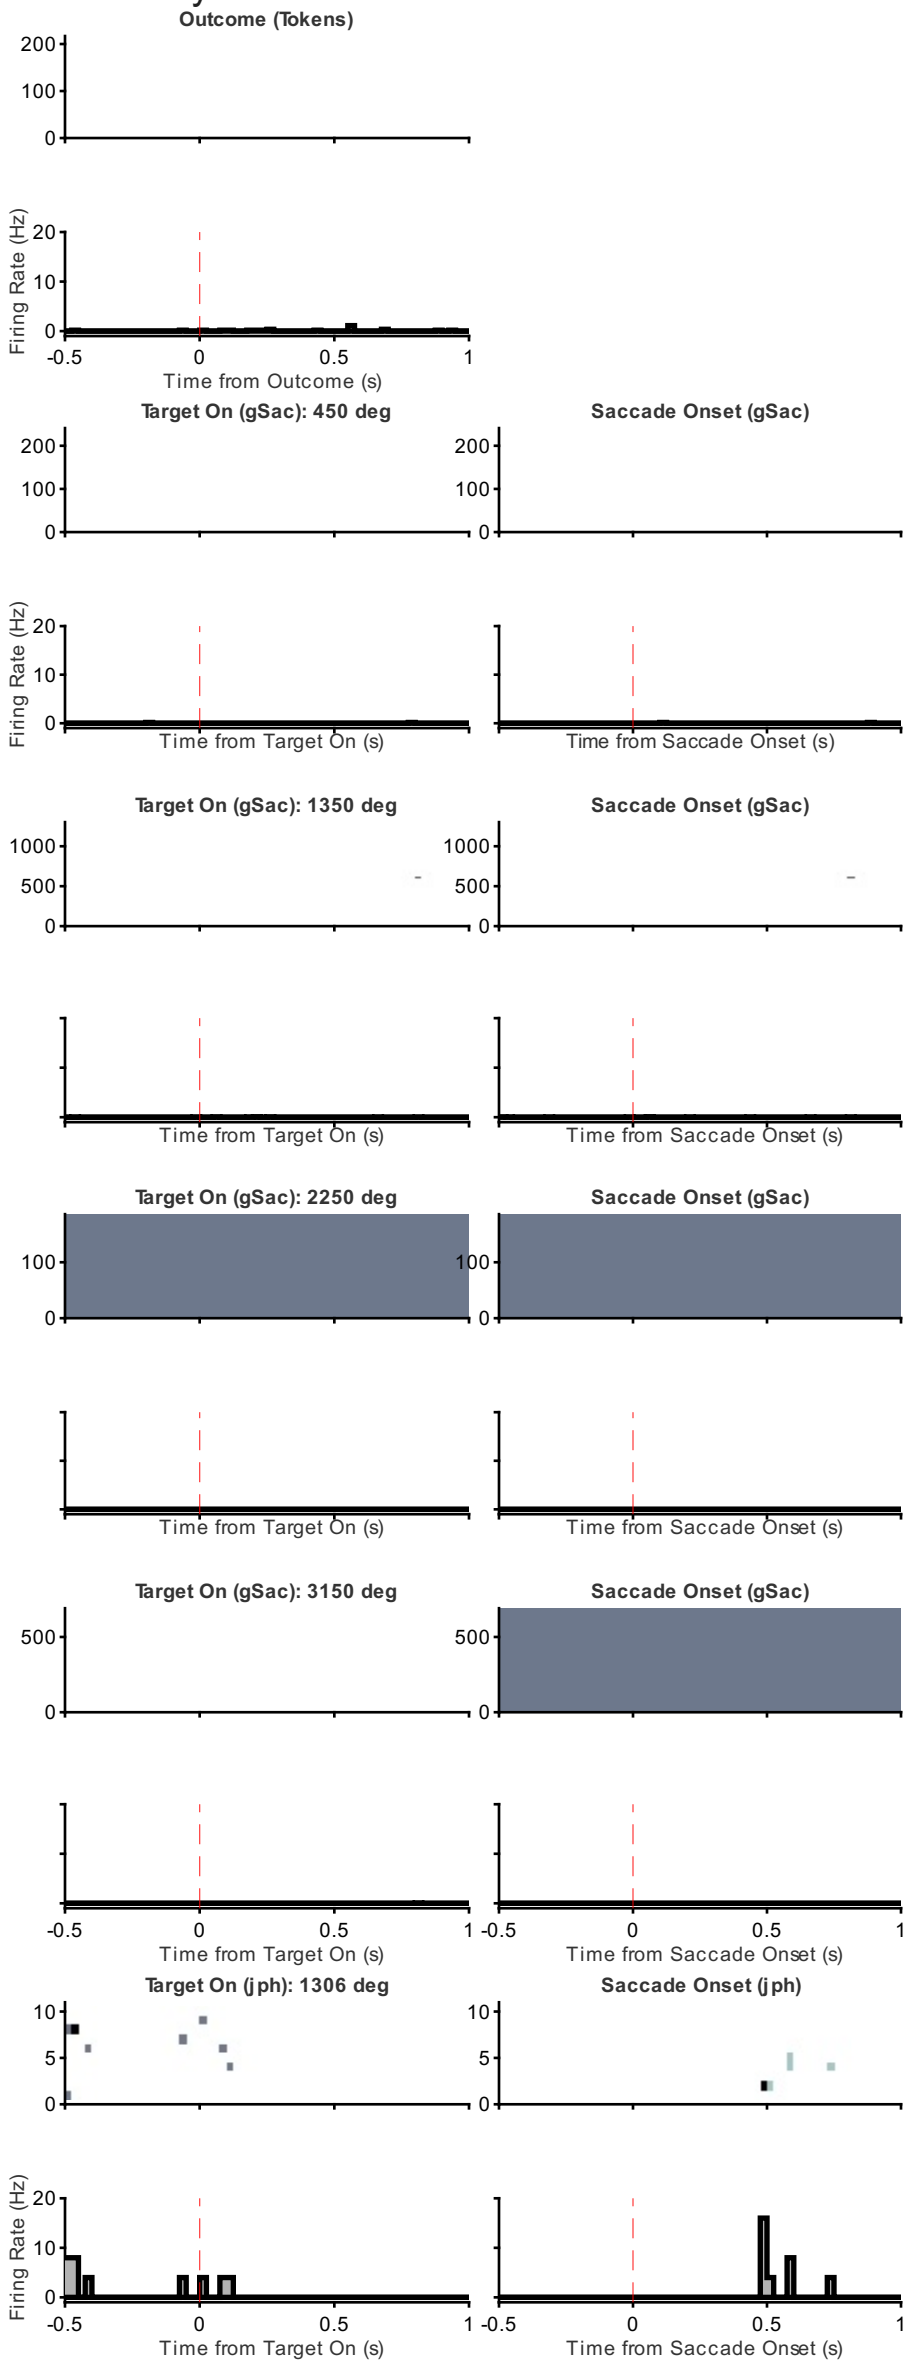 Outcome (Tokens)
200
100
0
Firing Rate (Hz)
20
10
0
-0.5 0 0.5 1
Time from Outcome (s)
Target On (gSac): 450 deg Saccade Onset (gSac)
200 200
100 100
0 0
Firing Rate (Hz)
20
10
0
Time from Target On (s) Time from Saccade Onset (s)
Target On (gSac): 1350 deg Saccade Onset (gSac)
1000 1000
500 500
0 0
Time from Target On (s) Time from Saccade Onset (s)
Target On (gSac): 2250 deg Saccade Onset (gSac)
100 100
0 0
Time from Target On (s) Time from Saccade Onset (s)
Target On (gSac): 3150 deg Saccade Onset (gSac)
500 500
0 0
-0.5 0 0.5 1 -0.5 0 0.5 1
Time from Target On (s) Time from Saccade Onset (s)
Target On (jph): 1306 deg Saccade Onset (jph)
10 10
5 5
0 0
Firing Rate (Hz)
20
10
0
-0.5 0 0.5 1 -0.5 0 0.5 1
Time from Target On (s) Time from Saccade Onset (s)